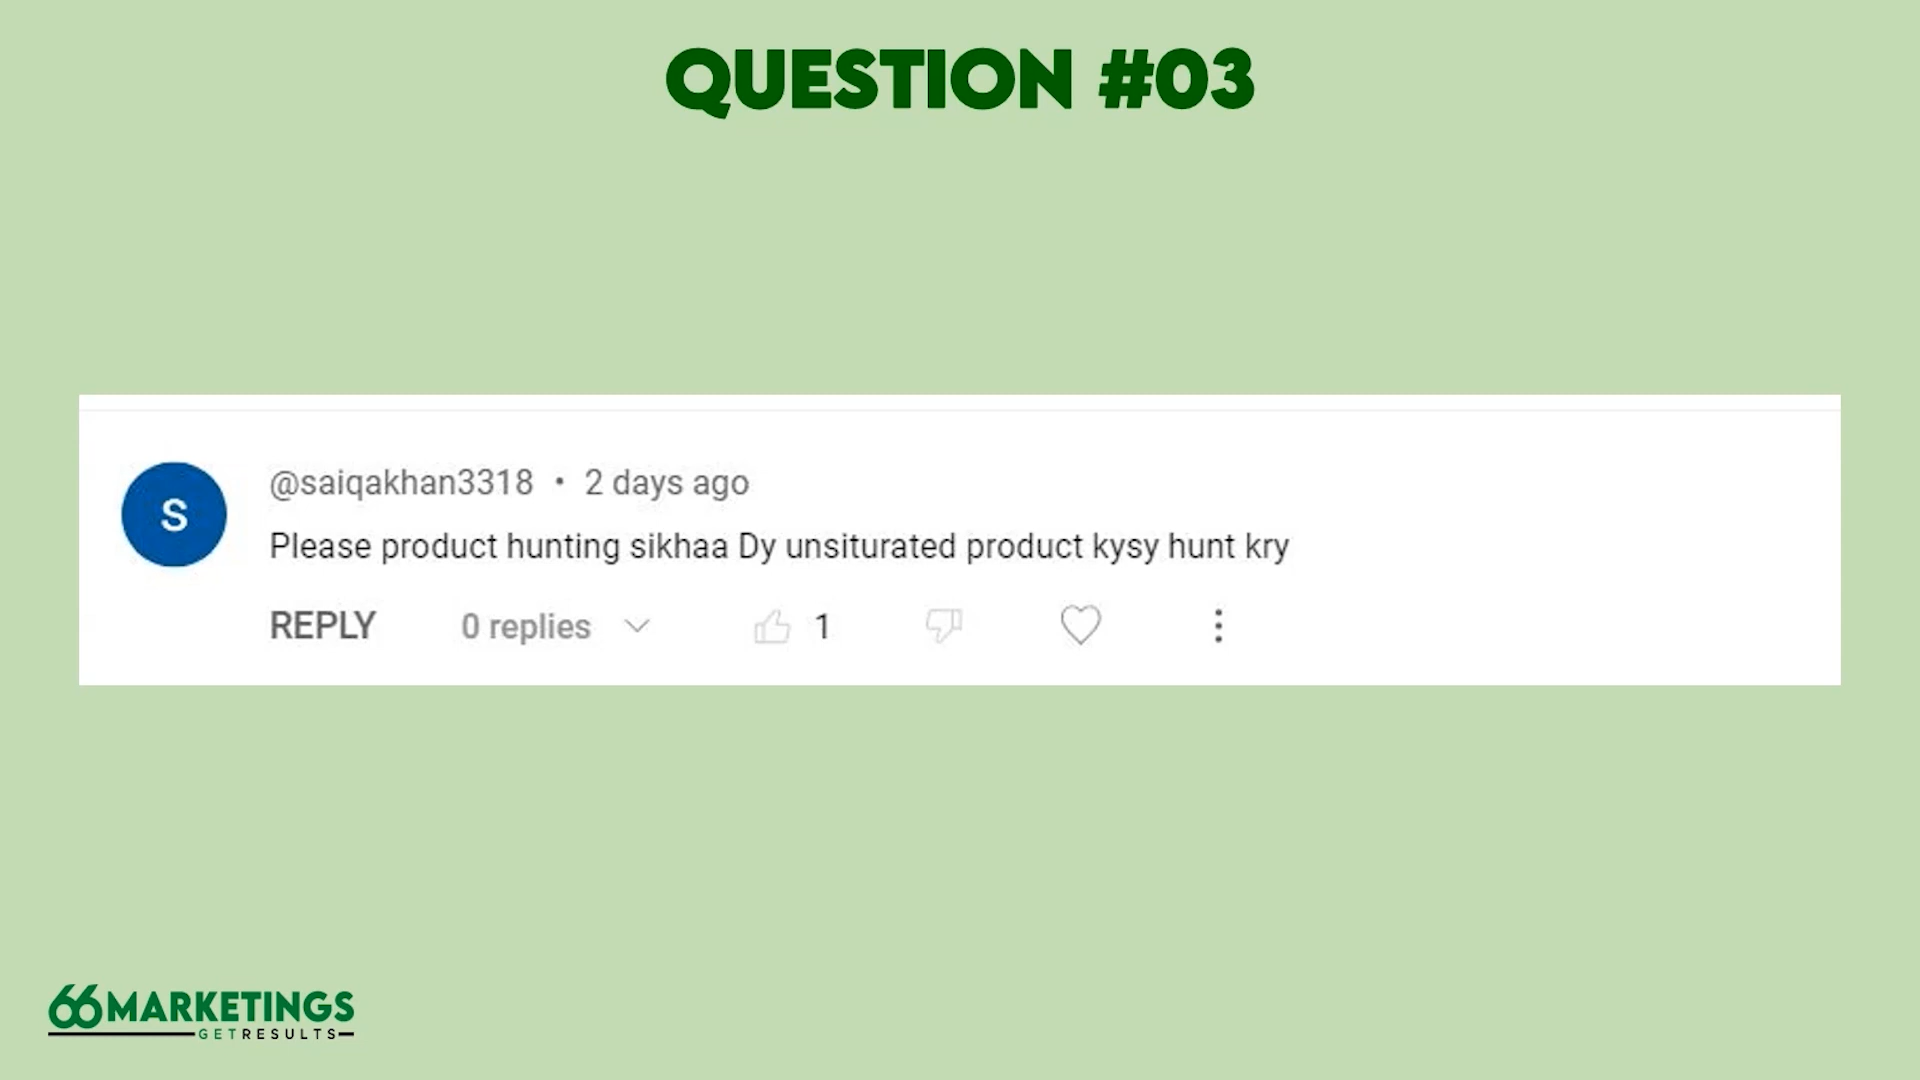 QUESTION #03
S
@saiqakhan3318 • 2 days ago
Please product hunting sikhaa Dy unsiturated product kysy hunt kry
REPLY 0 replies 1
66MARKETINGS
GETRESULTS